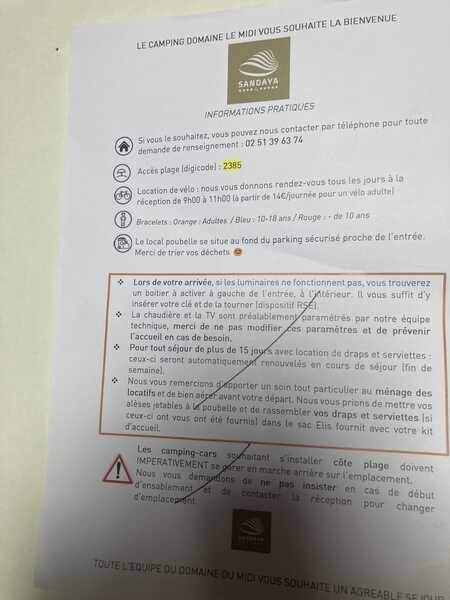 LE CAMPING DOMAINE LE MIDI VOUS SOUHAITE LA BIENVENUE
SANDAYA
INFORMATIONS PRATIQUES
Si vous le souhaitez, vous pouvez nous contacter par téléphone pour toute
demande de renseignement : 02 51 39 63 74
Accès plage (digicode) : 2385
Location de vélo : nous vous donnons rendez-vous tous les jours à la
réception de 9h00 à 11h00 (à partir de 14€/journée pour un vélo adulte)
Bracelets : Orange : Adultes / Bleu : 10-18 ans / Rouge : - de 10 ans
Le local poubelle se situe au fond du parking sécurisé proche de l'entrée.
Merci de trier vos déchets
❖ Lors de votre arrivée, si les luminaires ne fonctionnent pas, vous trouverez
un boitier à activer à gauche de l'entrée, à l'intérieur. Il vous suffit d'y
insérer votre clé et de la tourner (dispositif RSE).
❖ La chaudière et la TV sont préalablement paramétrés par notre équipe
technique, merci de ne pas modifier ces paramètres et de prévenir
l'accueil en cas de besoin.
❖ Pour tout séjour de plus de 15 jours avec location de draps et serviettes :
ceux-ci seront automatiquement renouvelés en cours de séjour (fin de
semaine).
❖ Nous vous remercions d'apporter un soin tout particulier au ménage des
locatifs et de bien aérer avant votre départ. Nous vous prions de mettre vos
alèses jetables à la poubelle et de rassembler vos draps et serviettes (si
ceux-ci ont vous ont été fournis) dans le sac Elis fournit avec votre kit
d'accueil.
Les camping-cars souhaitant s'installer côte plage doivent
IMPERATIVEMENT se garer en marche arrière sur l'emplacement.
Nous vous demandons de ne pas insister en cas de début
d'ensablement et de contacter la réception pour changer
d'emplacement.
SANDAYA
TOUTE L'EQUIPE DU DOMAINE DU MIDI VOUS SOUHAITE UN AGREABLE SEJOUR